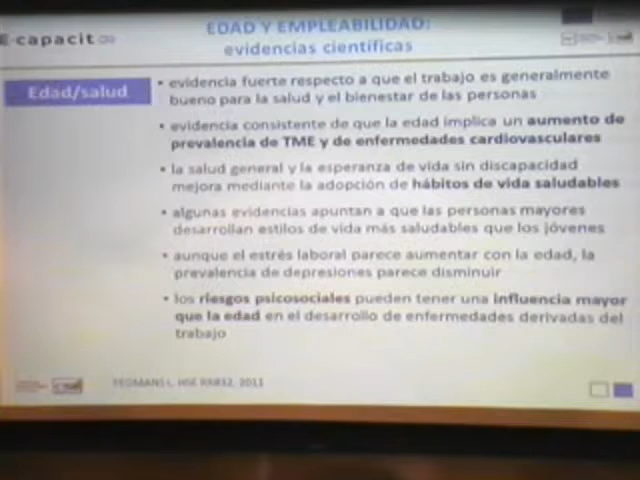 E·capacit
EDAD Y EMPLEABILIDAD:
evidencias científicas
Edad/salud
• evidencia fuerte respecto a que el trabajo es generalmente
bueno para la salud y el bienestar de las personas
• evidencia consistente de que la edad implica un aumento de
prevalencia de TME y de enfermedades cardiovasculares
• la salud general y la esperanza de vida sin discapacidad
mejora mediante la adopción de hábitos de vida saludables
• algunas evidencias apuntan a que las personas mayores
desarrollan estilos de vida más saludables que los jóvenes
• aunque el estrés laboral parece aumentar con la edad, la
prevalencia de depresiones parece disminuir
• los riesgos psicosociales pueden tener una influencia mayor
que la edad en el desarrollo de enfermedades derivadas del
trabajo
YEOMANS L. HSE RR832, 2011